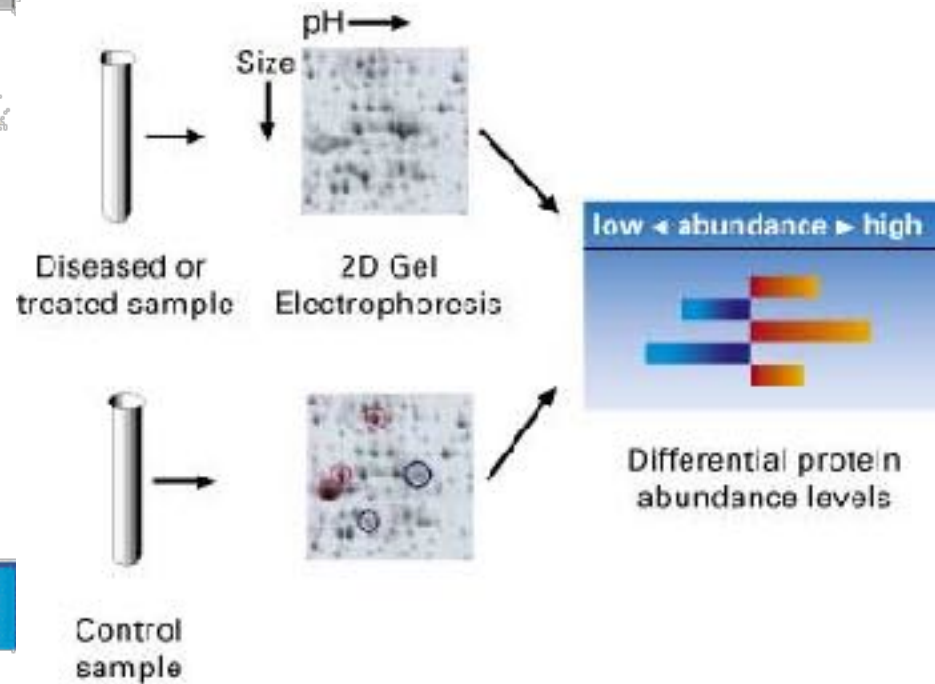 pH
Size
Diseased or
treated sample
2D Gel
Electrophoresis
low ◄ abundance ► high
Differential protein
abundance levels
Control
sample